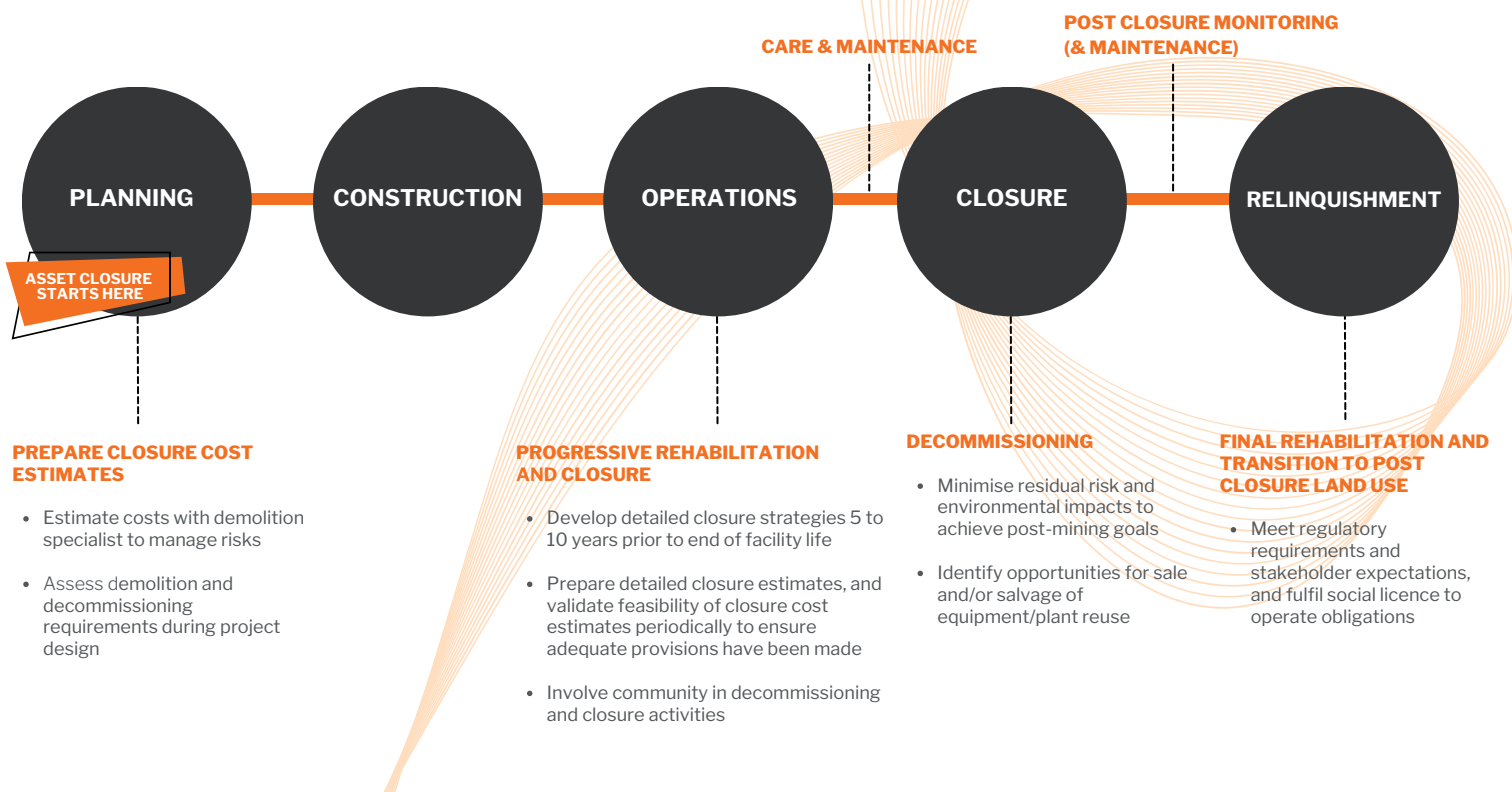 CARE & MAINTENANCE
POST CLOSURE MONITORING
(& MAINTENANCE)
PLANNING
CONSTRUCTION
OPERATIONS
CLOSURE
RELINQUISHMENT
ASSET CLOSURE
STARTS HERE
PREPARE CLOSURE COST
ESTIMATES
• Estimate costs with demolition
specialist to manage risks
• Assess demolition and
decommissioning
requirements during project
design
PROGRESSIVE REHABILITATION
AND CLOSURE
• Develop detailed closure strategies 5 to
10 years prior to end of facility life
• Prepare detailed closure estimates, and
validate feasibility of closure cost
estimates periodically to ensure
adequate provisions have been made
• Involve community in decommissioning
and closure activities
DECOMMISSIONING
• Minimise residual risk and
environmental impacts to
achieve post-mining goals
• Identify opportunities for sale
and/or salvage of
equipment/plant reuse
FINAL REHABILITATION AND
TRANSITION TO POST
CLOSURE LAND USE
• Meet regulatory
requirements and
stakeholder expectations,
and fulfil social licence to
operate obligations